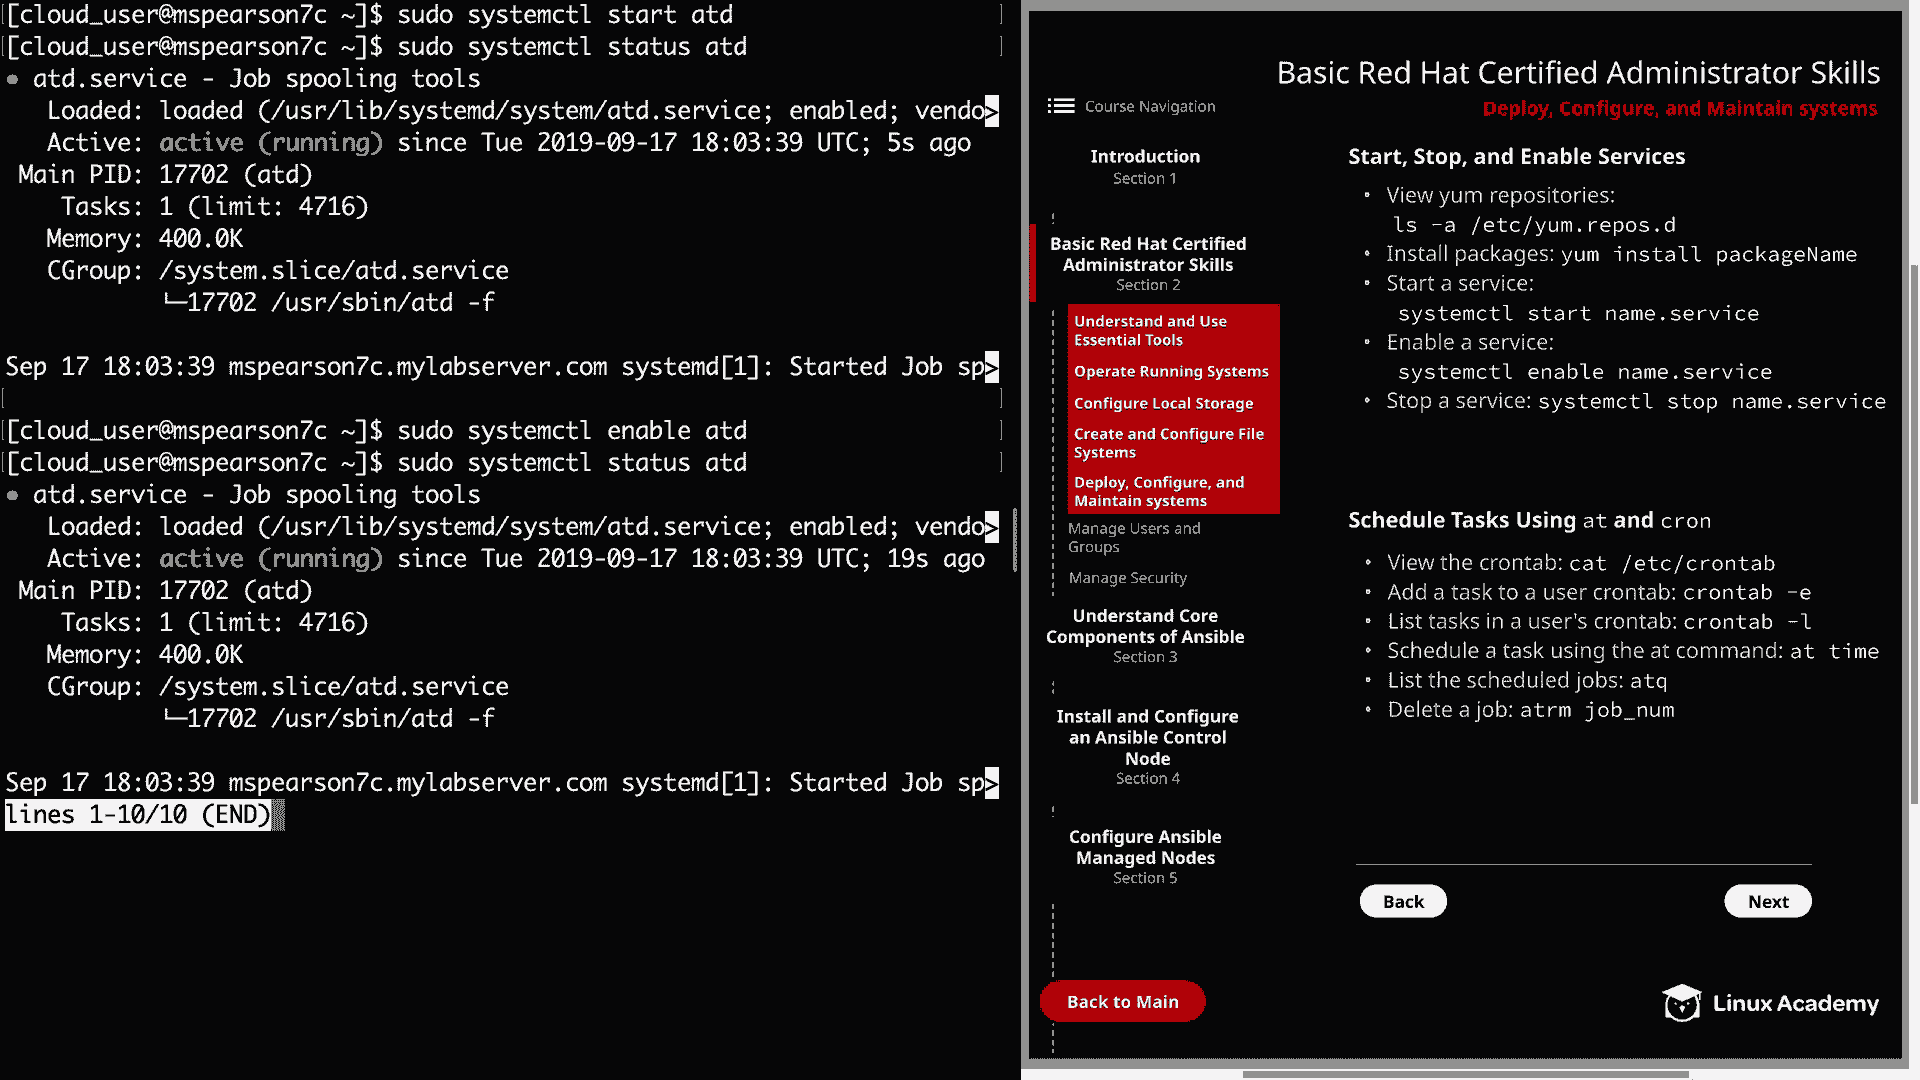 [cloud_user@mspearson7c ~]$ sudo systemctl start atd
[cloud_user@mspearson7c ~]$ sudo systemctl status atd
● atd.service - Job spooling tools
Loaded: loaded (/usr/lib/systemd/system/atd.service; enabled; vendo>
Active: active (running) since Tue 2019-09-17 18:03:39 UTC; 5s ago
Main PID: 17702 (atd)
Tasks: 1 (limit: 4716)
Memory: 400.0K
CGroup: /system.slice/atd.service
└─17702 /usr/sbin/atd -f
Sep 17 18:03:39 mspearson7c.mylabserver.com systemd[1]: Started Job sp>
[cloud_user@mspearson7c ~]$ sudo systemctl enable atd
[cloud_user@mspearson7c ~]$ sudo systemctl status atd
● atd.service - Job spooling tools
Loaded: loaded (/usr/lib/systemd/system/atd.service; enabled; vendo>
Active: active (running) since Tue 2019-09-17 18:03:39 UTC; 19s ago
Main PID: 17702 (atd)
Tasks: 1 (limit: 4716)
Memory: 400.0K
CGroup: /system.slice/atd.service
└─17702 /usr/sbin/atd -f
Sep 17 18:03:39 mspearson7c.mylabserver.com systemd[1]: Started Job sp>
lines 1-10/10 (END)
Basic Red Hat Certified Administrator Skills
Deploy, Configure, and Maintain systems
Course Navigation
Introduction
Section 1
Basic Red Hat Certified
Administrator Skills
Section 2
Understand and Use
Essential Tools
Operate Running Systems
Configure Local Storage
Create and Configure File
Systems
Deploy, Configure, and
Maintain systems
Manage Users and
Groups
Manage Security
Understand Core
Components of Ansible
Section 3
Install and Configure
an Ansible Control
Node
Section 4
Configure Ansible
Managed Nodes
Section 5
Back to Main
Start, Stop, and Enable Services
• View yum repositories:
ls -a /etc/yum.repos.d
• Install packages: yum install packageName
• Start a service:
systemctl start name.service
• Enable a service:
systemctl enable name.service
• Stop a service: systemctl stop name.service
Schedule Tasks Using at and cron
• View the crontab: cat /etc/crontab
• Add a task to a user crontab: crontab -e
• List tasks in a user's crontab: crontab -l
• Schedule a task using the at command: at time
• List the scheduled jobs: atq
• Delete a job: atrm job_num
Back
Next
Linux Academy